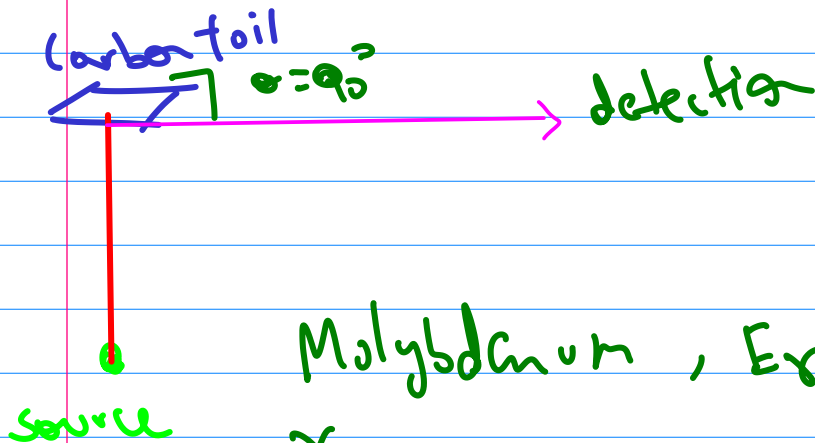 Carbon foil
θ = 90°
detection
Molybdenum , E
source